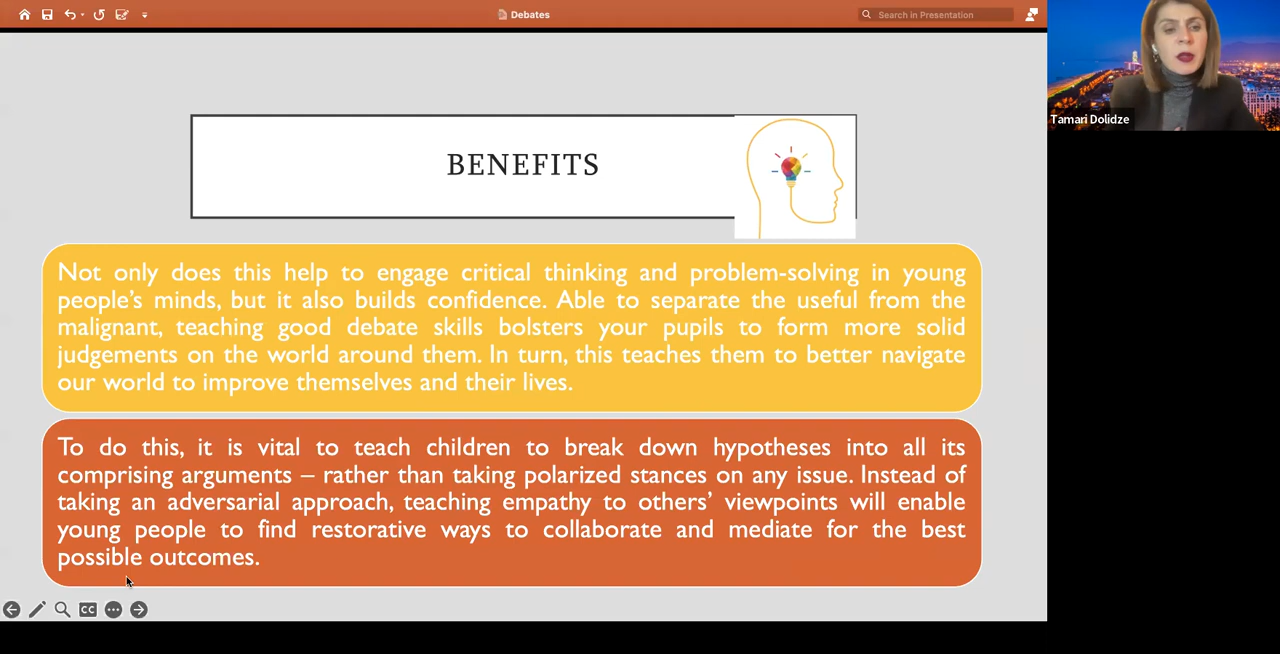 Debates
Search in Presentation
Tamari Dolidze
BENEFITS
Not only does this help to engage critical thinking and problem-solving in young
people's minds, but it also builds confidence. Able to separate the useful from the
malignant, teaching good debate skills bolsters your pupils to form more solid
judgements on the world around them. In turn, this teaches them to better navigate
our world to improve themselves and their lives.
To do this, it is vital to teach children to break down hypotheses into all its
comprising arguments – rather than taking polarized stances on any issue. Instead of
taking an adversarial approach, teaching empathy to others' viewpoints will enable
young people to find restorative ways to collaborate and mediate for the best
possible outcomes.
CC